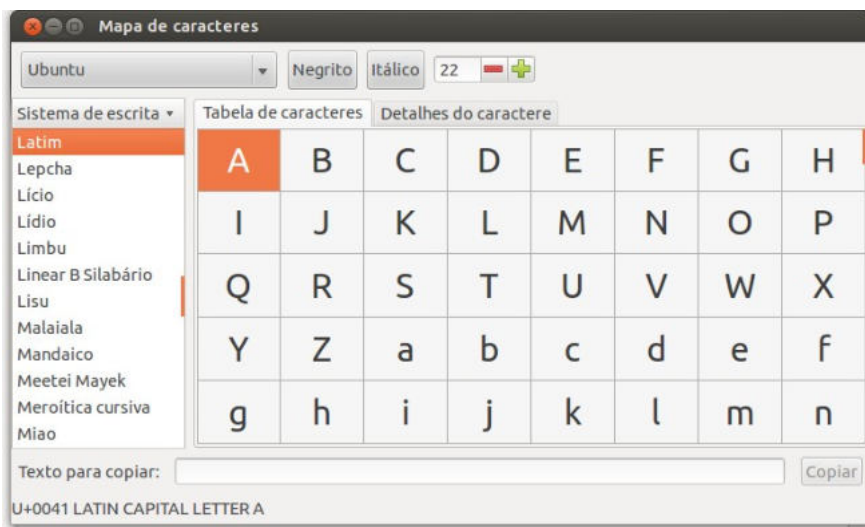 Mapa de caracteres
Ubuntu Negrito Itálico 22
Sistema de escrita Tabela de caracteres Detalhes do caractere
Latim
Lepcha
Lício
Lídio
Limbu
Linear B Silabário
Lisu
Malaiala
Mandaico
Meetei Mayek
Meroítica cursiva
Miao
A B C D E F G H
I J K L M N O P
Q R S T U V W X
Y Z a b c d e f
g h i j k l m n
Texto para copiar: Copiar
U+0041 LATIN CAPITAL LETTER A